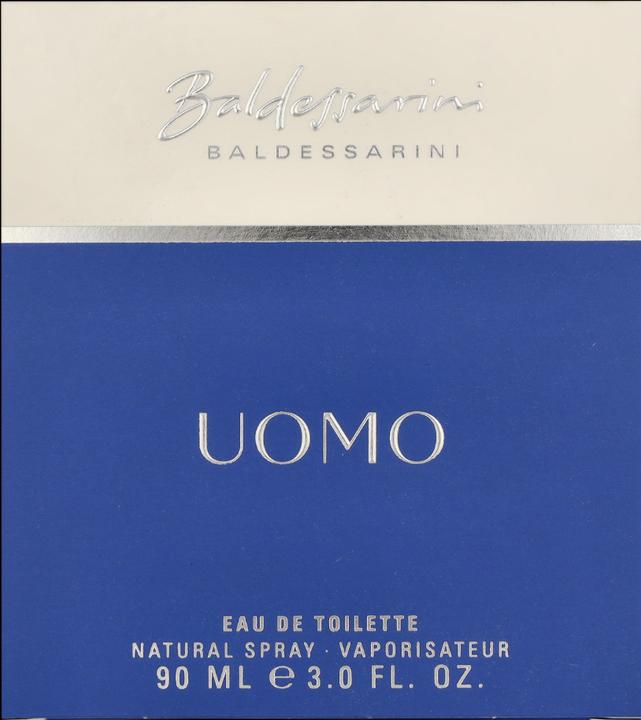 Baldessarini
BALDESSARINI
UOMO
EAU DE TOILETTE
NATURAL SPRAY · VAPORISATEUR
90 ML ℮ 3.0 FL. OZ.